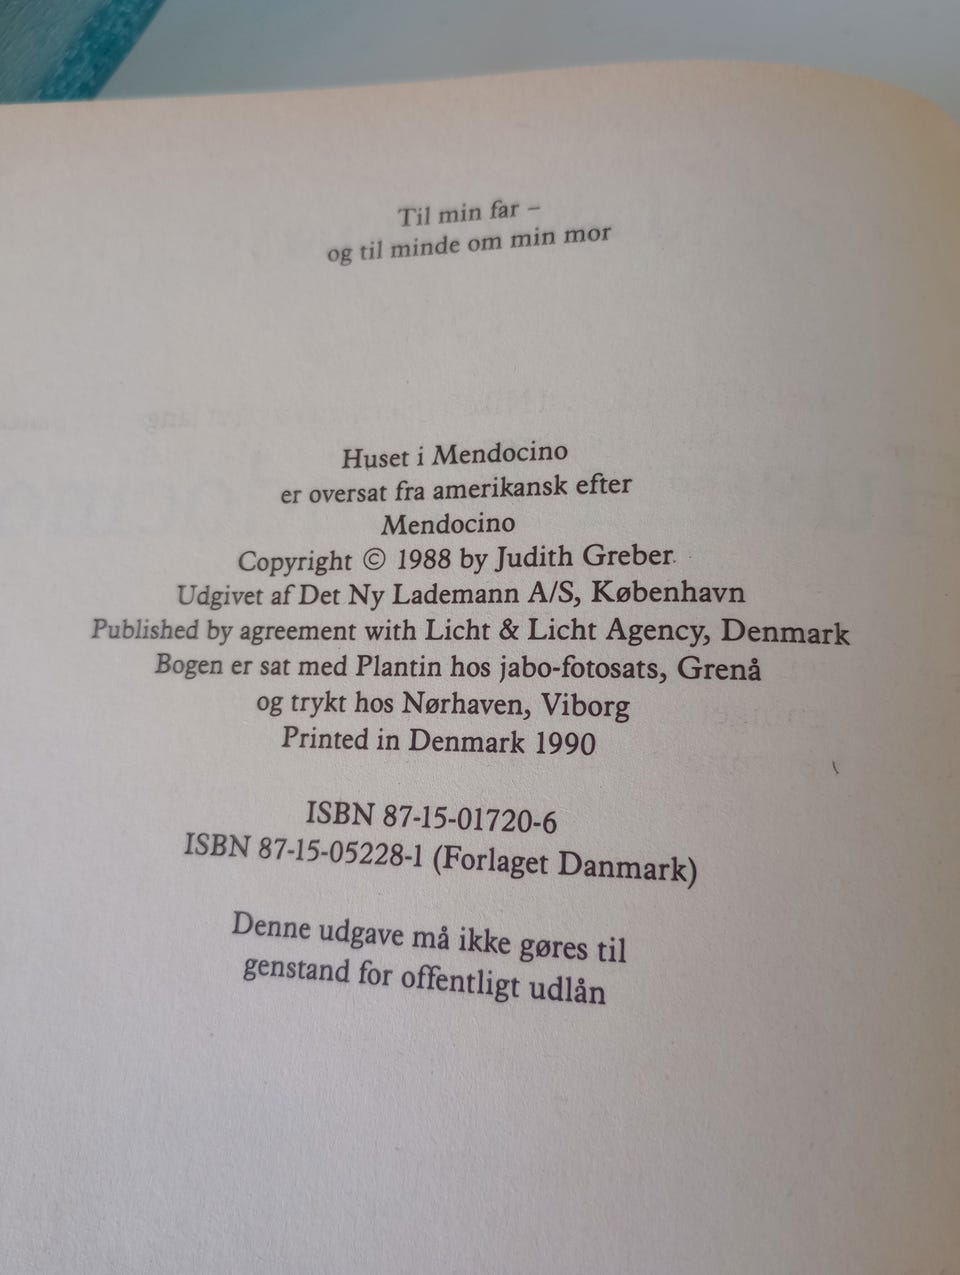 Til min far –
og til minde om min mor
Huset i Mendocino
er oversat fra amerikansk efter
Mendocino
Copyright © 1988 by Judith Greber
Udgivet af Det Ny Lademann A/S, København
Published by agreement with Licht & Licht Agency, Denmark
Bogen er sat med Plantin hos jabo-fotosats, Grenå
og trykt hos Nørhaven, Viborg
Printed in Denmark 1990
ISBN 87-15-01720-6
ISBN 87-15-05228-1 (Forlaget Danmark)
Denne udgave må ikke gøres til
genstand for offentligt udlån